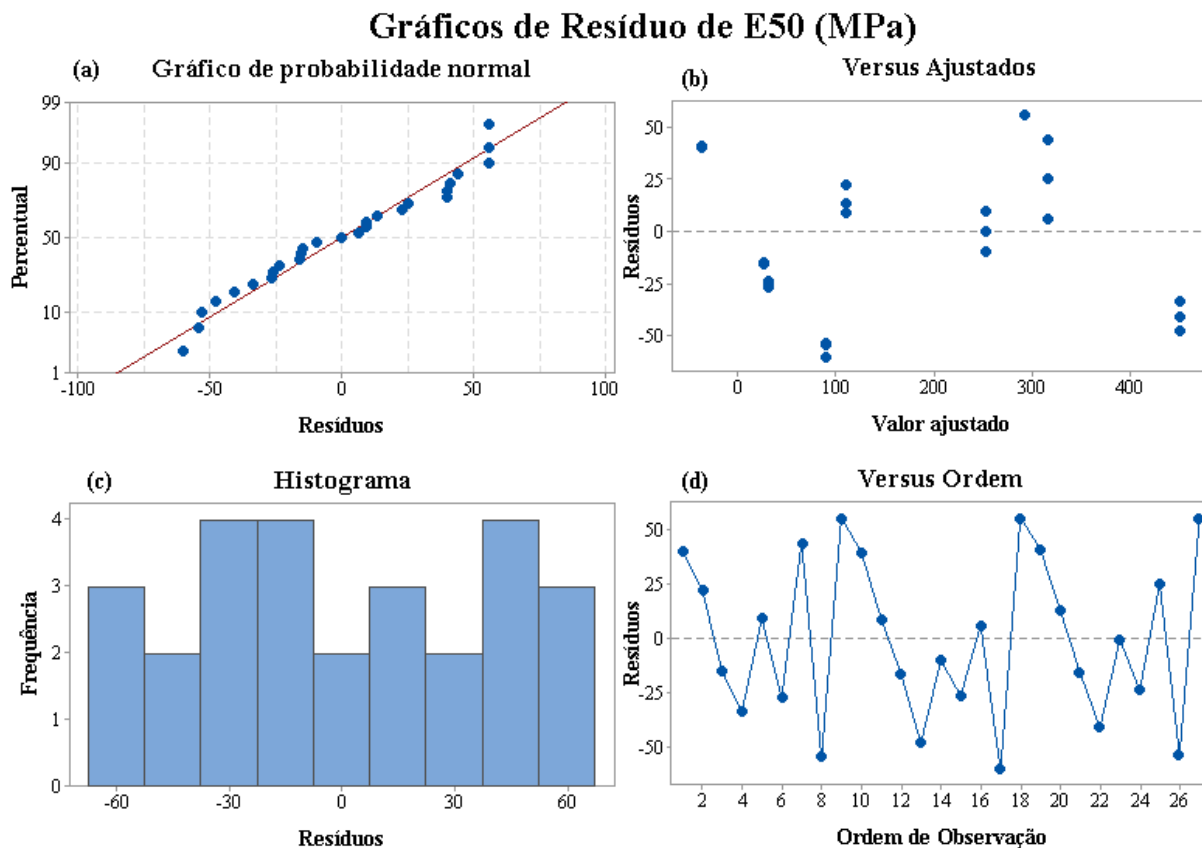 Gráficos de Resíduo de E50 (MPa)
(a) Gráfico de probabilidade normal
Percentual
99
90
50
10
1
-100 -50 0 50 100
Resíduos
(b) Versus Ajustados
Resíduos
50
25
0
-25
-50
0 100 200 300 400
Valor ajustado
(c) Histograma
Frequência
4
3
2
1
0
-60 -30 0 30 60
Resíduos
(d) Versus Ordem
Resíduos
50
25
0
-25
-50
2 4 6 8 10 12 14 16 18 20 22 24 26
Ordem de Observação